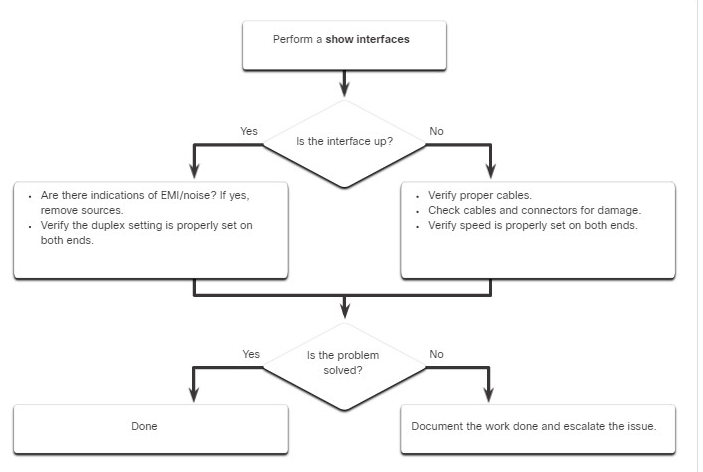 Perform a show interfaces
Yes
No
Is the interface up?
• Are there indications of EMI/noise? If yes,
remove sources.
• Verify the duplex setting is properly set on
both ends.
• Verify proper cables.
• Check cables and connectors for damage.
• Verify speed is properly set on both ends.
Yes
No
Is the problem
solved?
Done
Document the work done and escalate the issue.